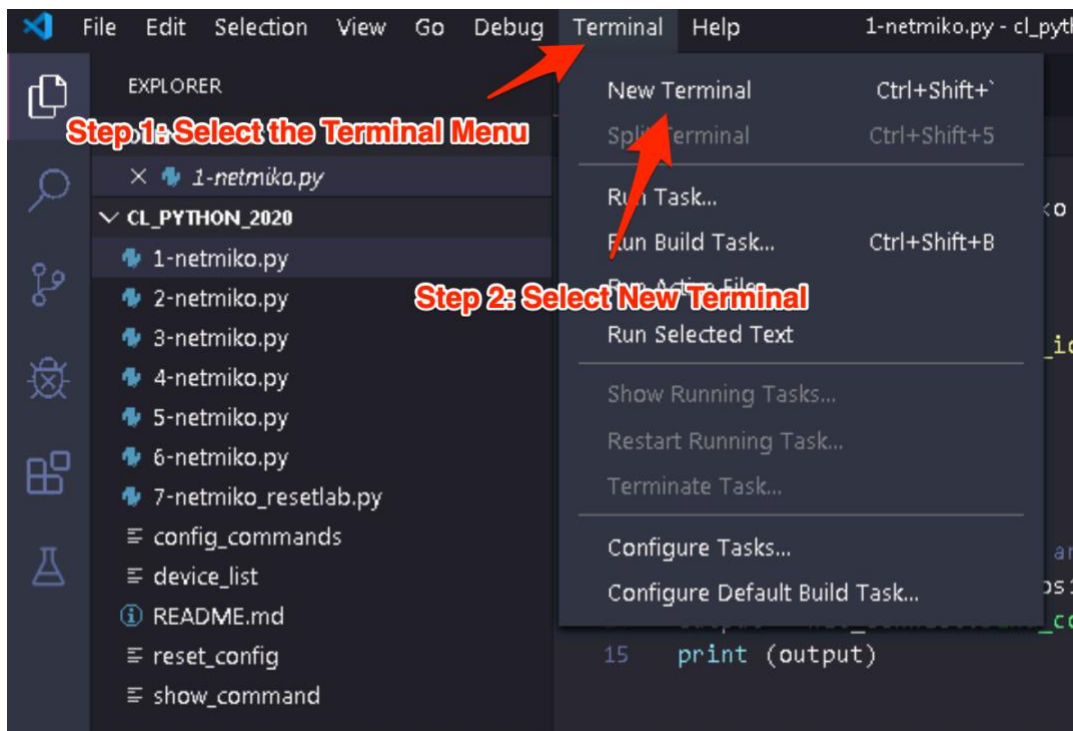 File Edit Selection View Go Debug Terminal Help 1-netmiko.py - cl_pyth
EXPLORER
Step 1: Select the Terminal Menu
1-netmiko.py
CL_PYTHON_2020
1-netmiko.py
2-netmiko.py
3-netmiko.py
4-netmiko.py
5-netmiko.py
6-netmiko.py
7-netmiko_resetlab.py
config_commands
device_list
README.md
reset_config
show_command
New Terminal Ctrl+Shift+`
Split Terminal Ctrl+Shift+5
Run Task...
Run Build Task... Ctrl+Shift+B
Run Active File
Step 2: Select New Terminal
Run Selected Text
Show Running Tasks...
Restart Running Task...
Terminate Task...
Configure Tasks...
Configure Default Build Task...
15 print (output)